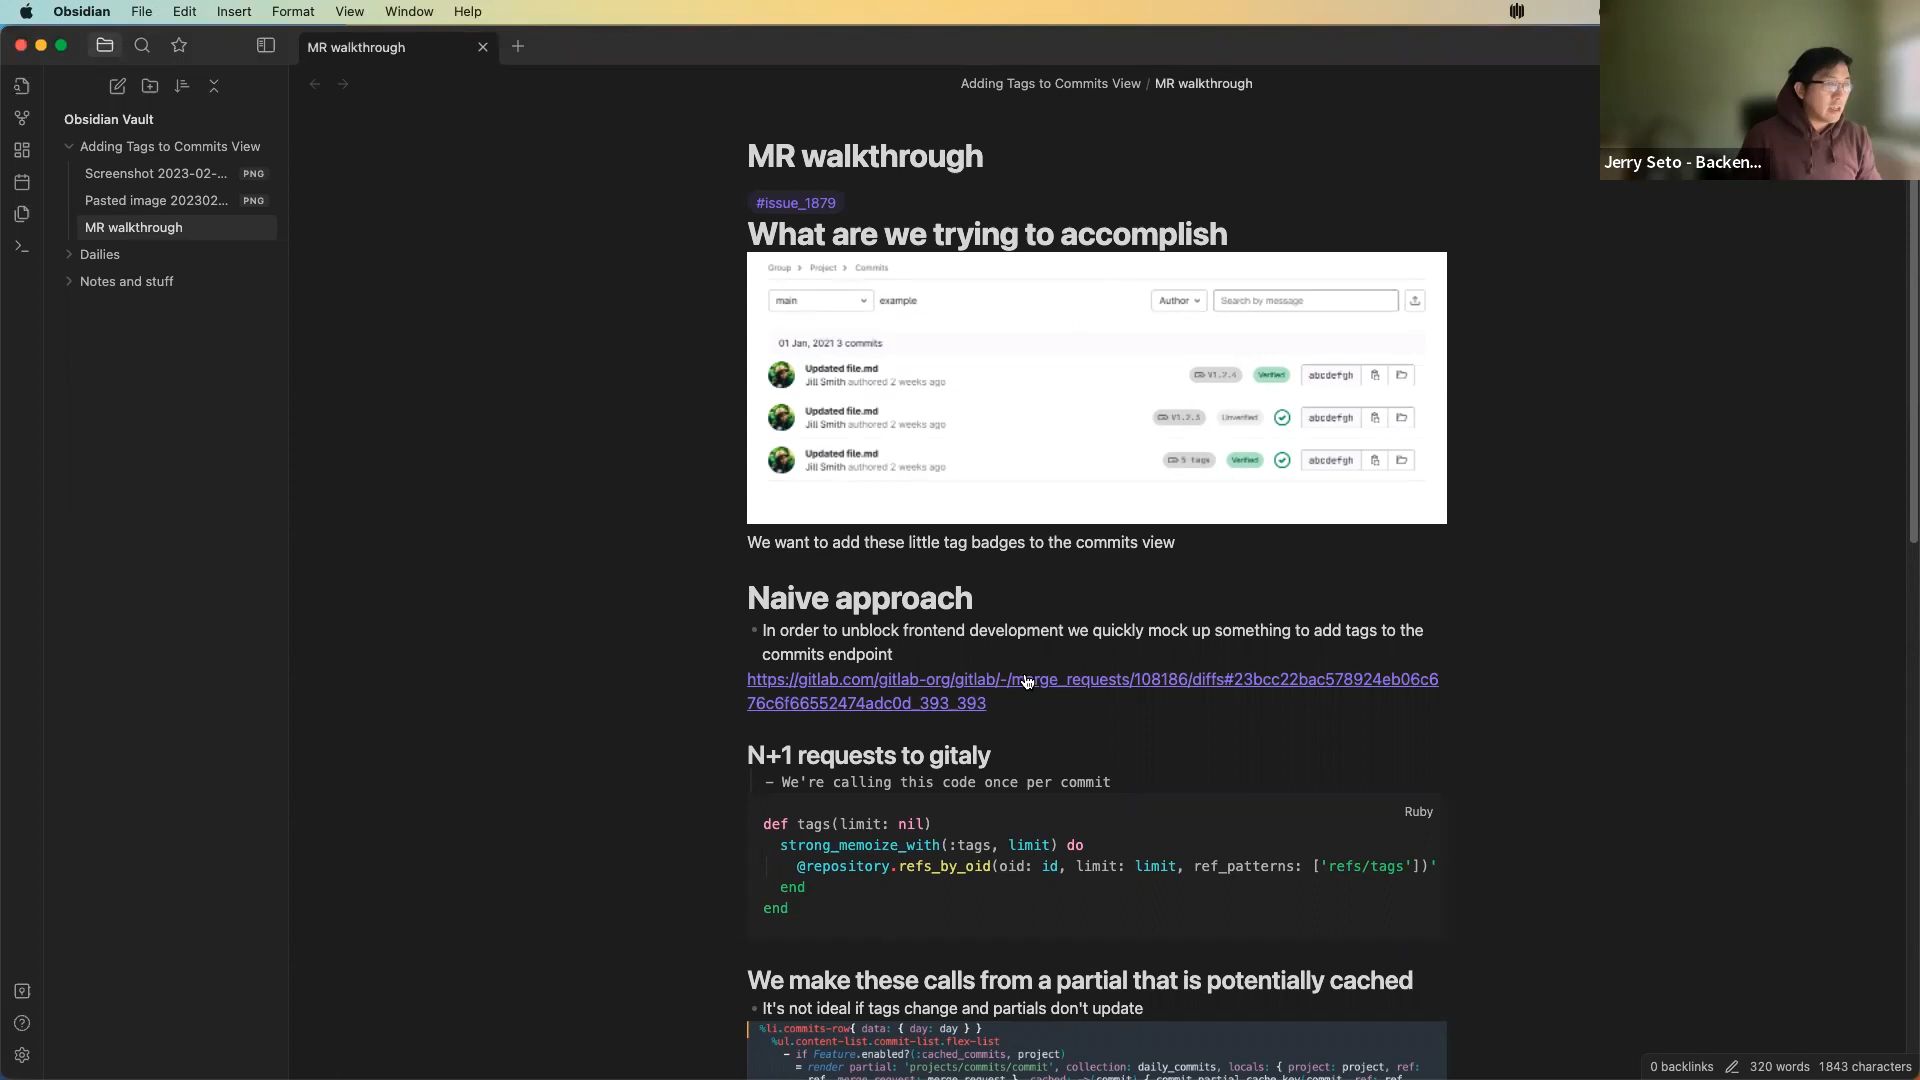 Obsidian File Edit Insert Format View Window Help
MR walkthrough
Adding Tags to Commits View / MR walkthrough
Jerry Seto - Backen...
Obsidian Vault
Adding Tags to Commits View
Screenshot 2023-02-... PNG
Pasted image 202302... PNG
MR walkthrough
Dailies
Notes and stuff
MR walkthrough
#issue_1879
What are we trying to accomplish
Group > Project > Commits
main example Author Search by message
01 Jan, 2021 3 commits
Updated file.md
Jill Smith authored 2 weeks ago
V1.2.4 Verified abcdefgh
Updated file.md
Jill Smith authored 2 weeks ago
V1.2.3 Unverified abcdefgh
Updated file.md
Jill Smith authored 2 weeks ago
5 tags Verified abcdefgh
We want to add these little tag badges to the commits view
Naive approach
• In order to unblock frontend development we quickly mock up something to add tags to the
commits endpoint
https://gitlab.com/gitlab-org/gitlab/-/merge_requests/108186/diffs#23bcc22bac578924eb06c6
76c6f66552474adc0d_393_393
N+1 requests to gitaly
- We're calling this code once per commit
Ruby
def tags(limit: nil)
strong_memoize_with(:tags, limit) do
@repository.refs_by_oid(oid: id, limit: limit, ref_patterns: ['refs/tags'])'
end
end
We make these calls from a partial that is potentially cached
• It's not ideal if tags change and partials don't update
%li.commits-row{ data: { day: day } }
%ul.content-list.commit-list.flex-list
- if Feature.enabled?(:cached_commits, project)
= render partial: 'projects/commits/commit', collection: daily_commits, locals: { project: project, ref:
0 backlinks 320 words 1843 characters